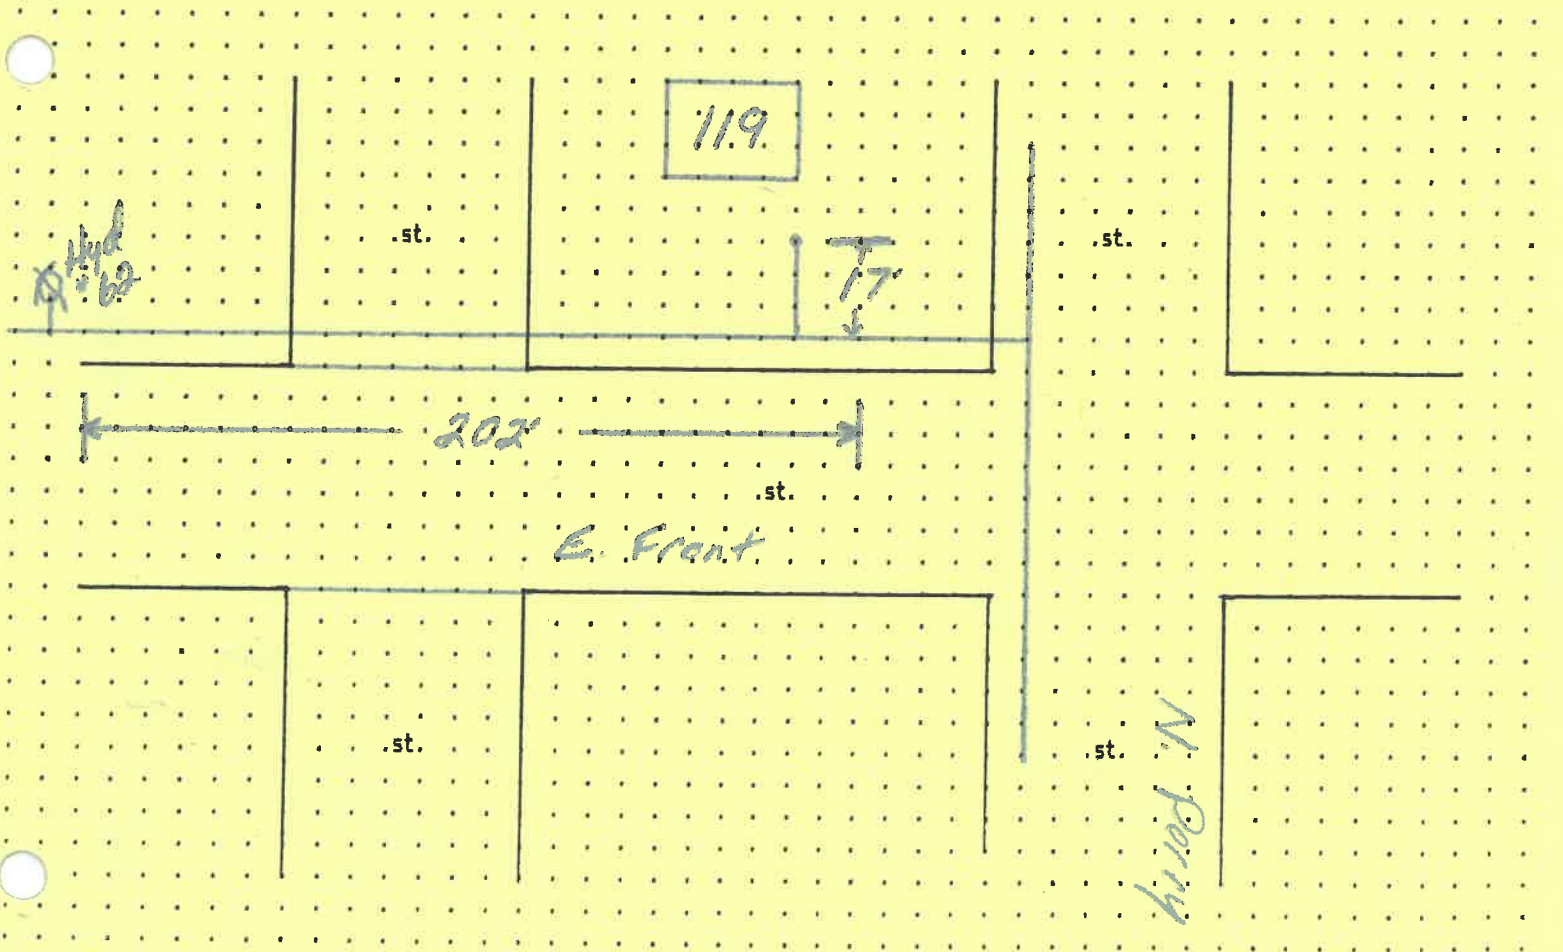 119
st.
st.
Hyd
62
17'
202'
st.
E. Front
st.
st.
N. Perry